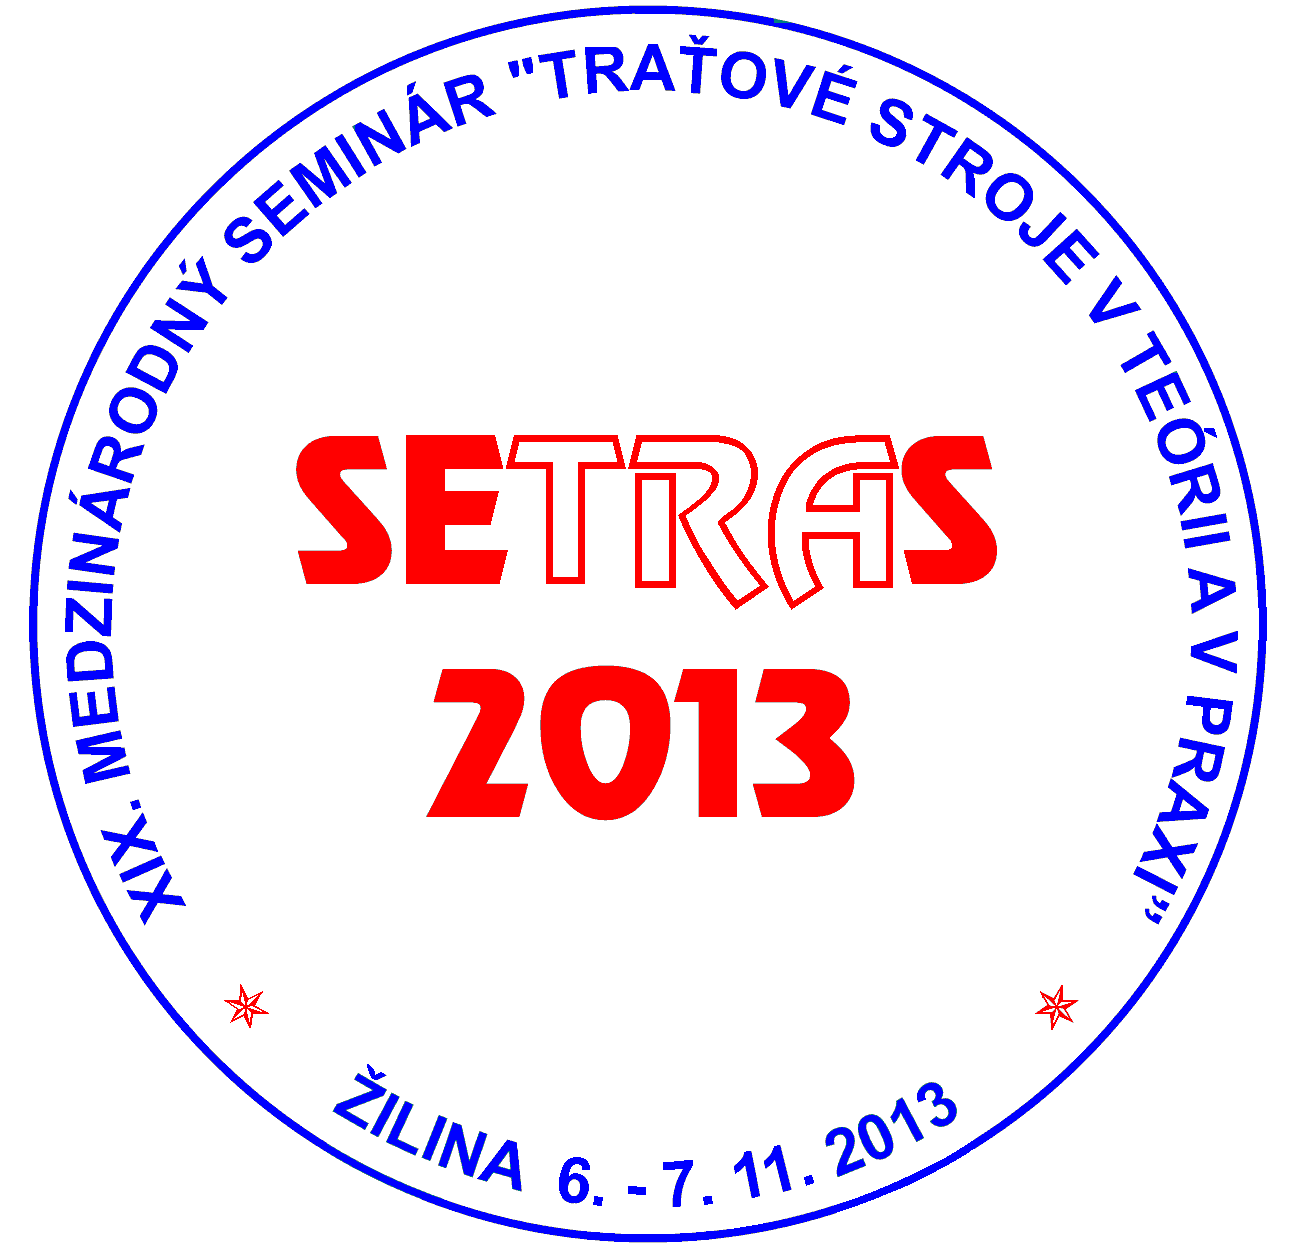 XIX. MEDZINÁRODNÝ SEMINÁR "TRAŤOVÉ STROJE V TEÓRII A V PRAXI“
SETRAS
2013
ŽILINA 6. - 7. 11. 2013